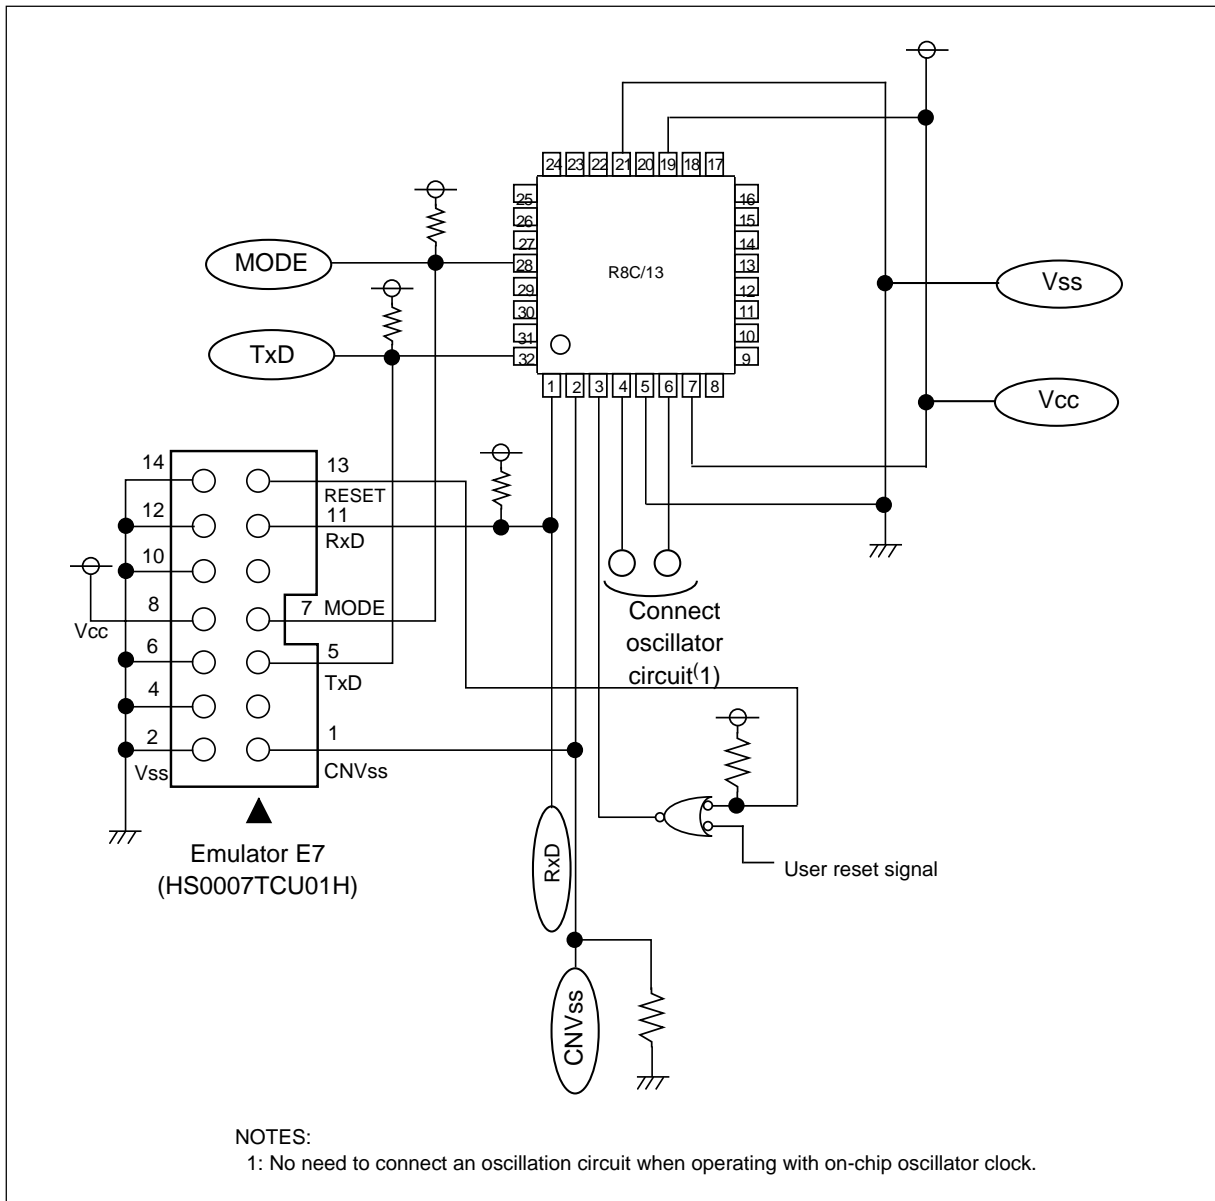 24 23 22 21 20 19 18 17
25
26
27
28
29
30
31
32
16
15
14
13
12
11
10
9
R8C/13
MODE
TxD
Vss
Vcc
1 2 3 4 5 6 7 8
14
12
10
8
Vcc
6
4
2
Vss
13
RESET
11
RxD
7 MODE
5
TxD
1
CNVss
Connect
oscillator
circuit(1)
Emulator E7
(HS0007TCU01H)
User reset signal
RxD
CNVss
NOTES:
1: No need to connect an oscillation circuit when operating with on-chip oscillator clock.